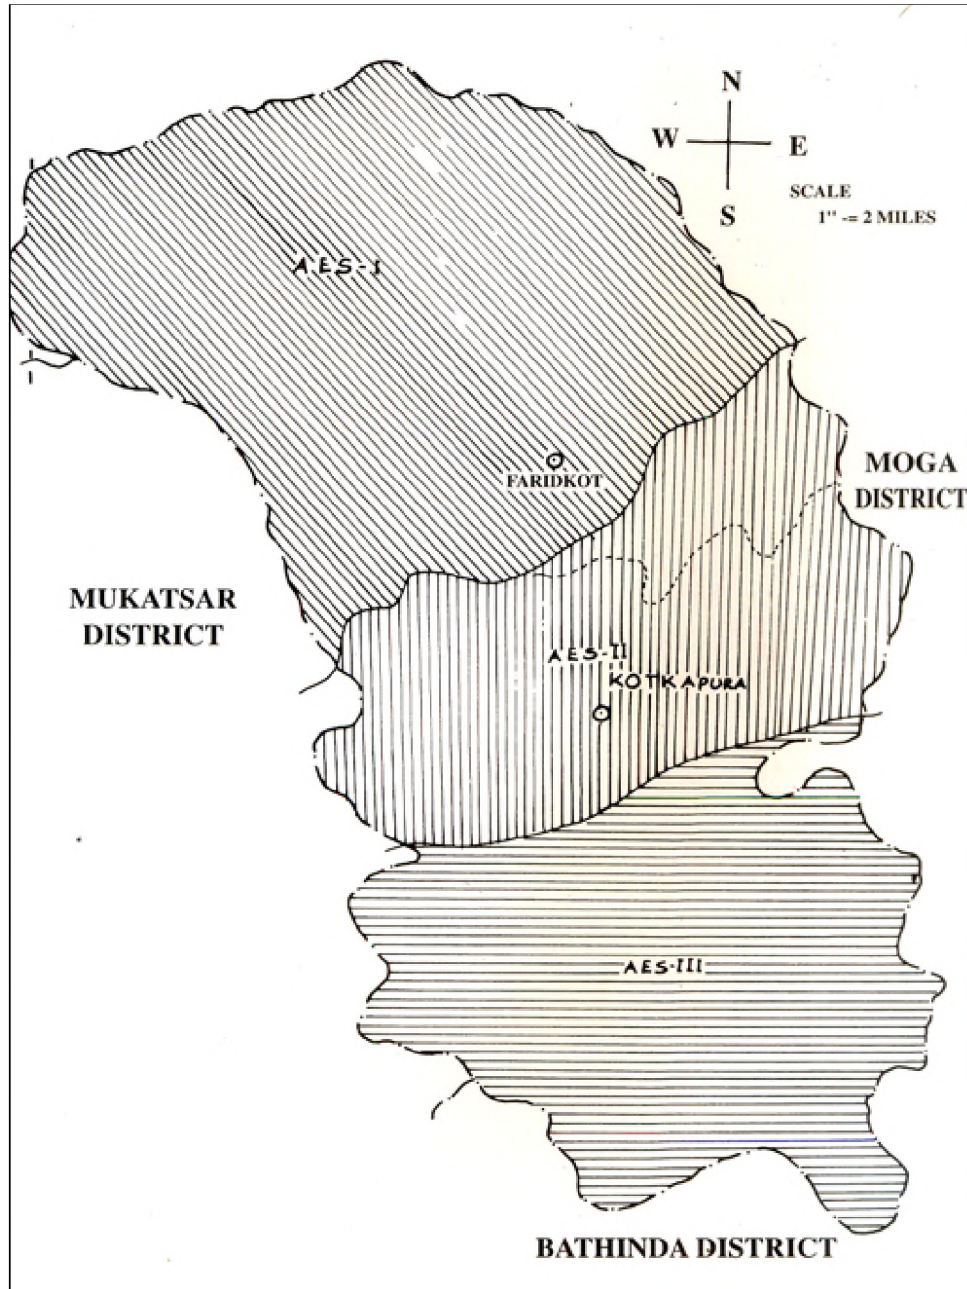 N
W E
S
SCALE
1" -= 2 MILES
AES-I
FARIDKOT
MOGA
DISTRICT
MUKATSAR
DISTRICT
AES-II
KOTKAPURA
AES-III
BATHINDA DISTRICT